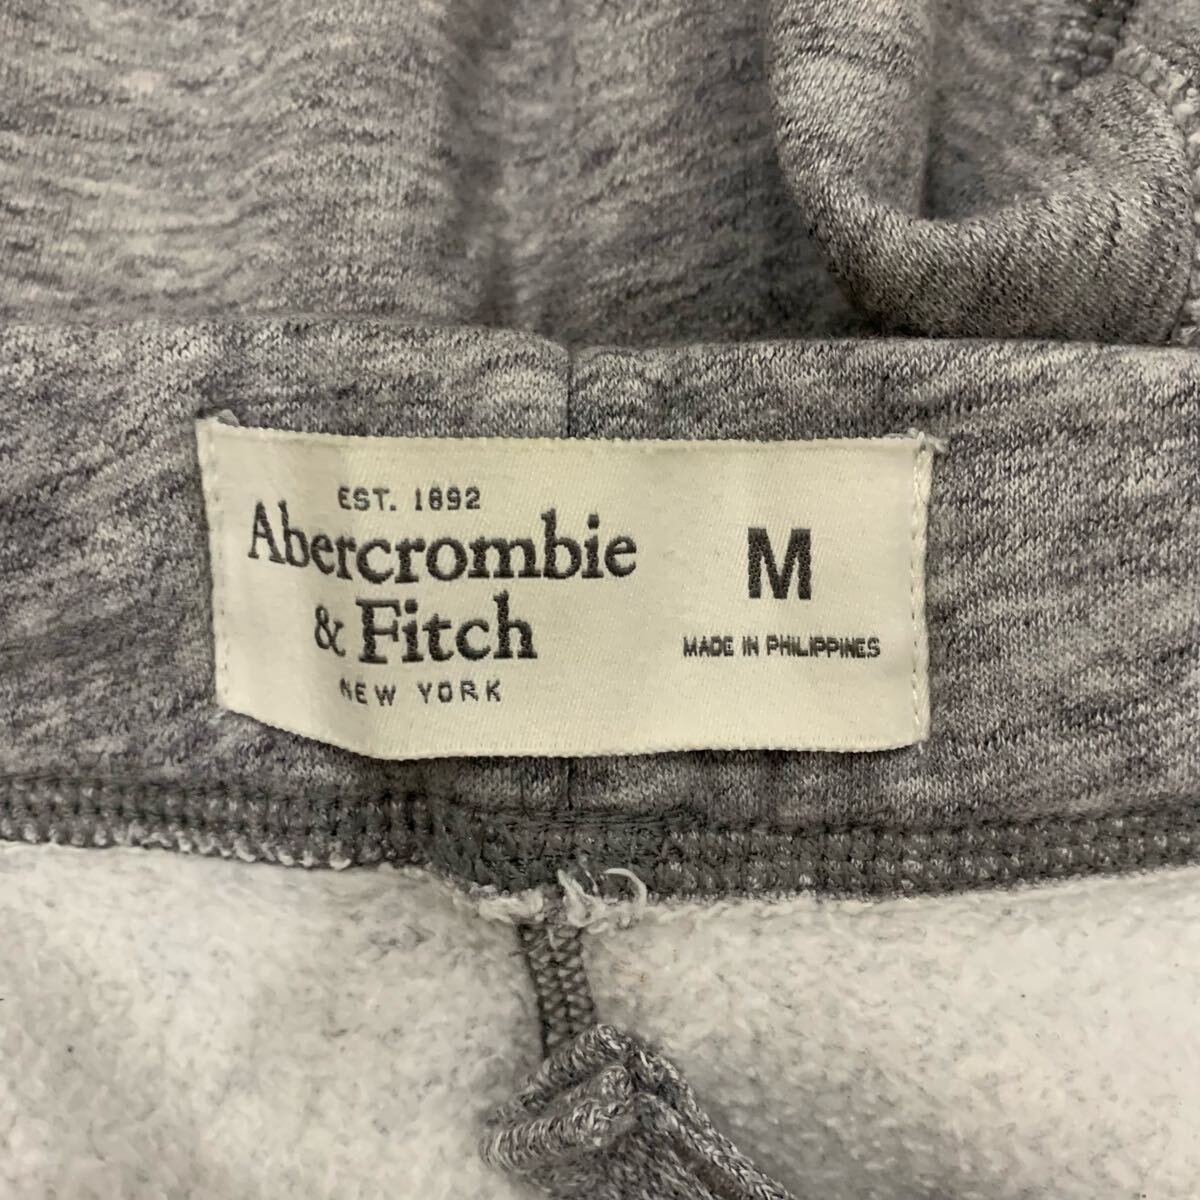 EST. 1892
Abercrombie
& Fitch
NEW YORK
M
MADE IN PHILIPPINES